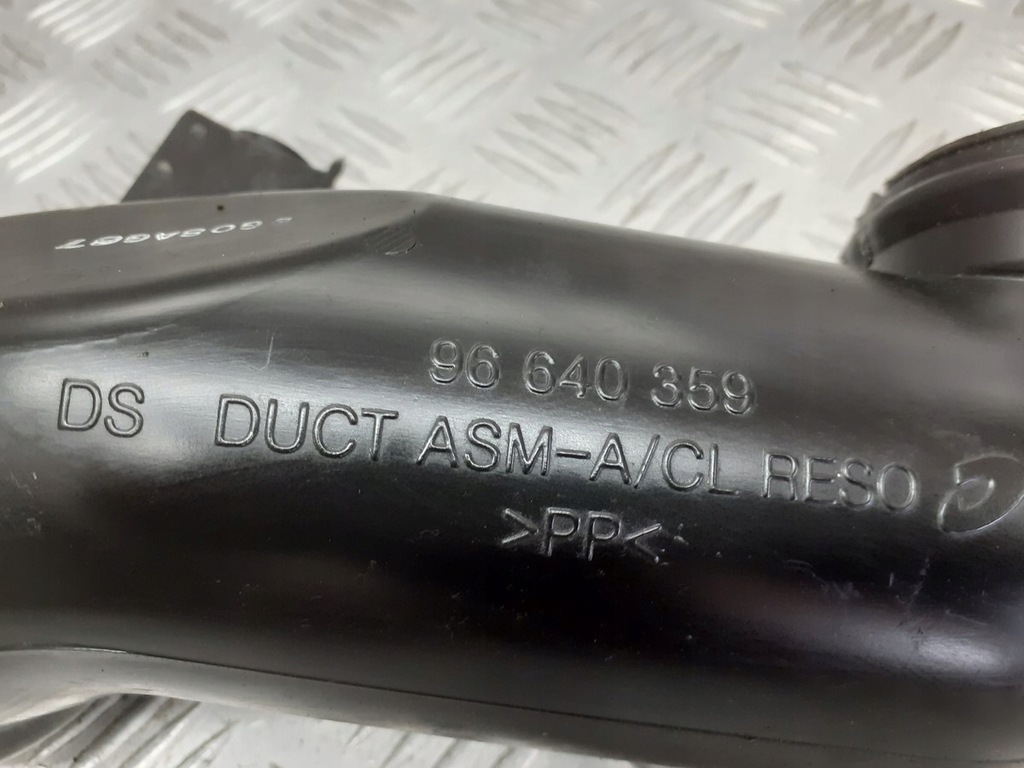 96 640 359
DS DUCT ASM-A/CL RESO
>PP<